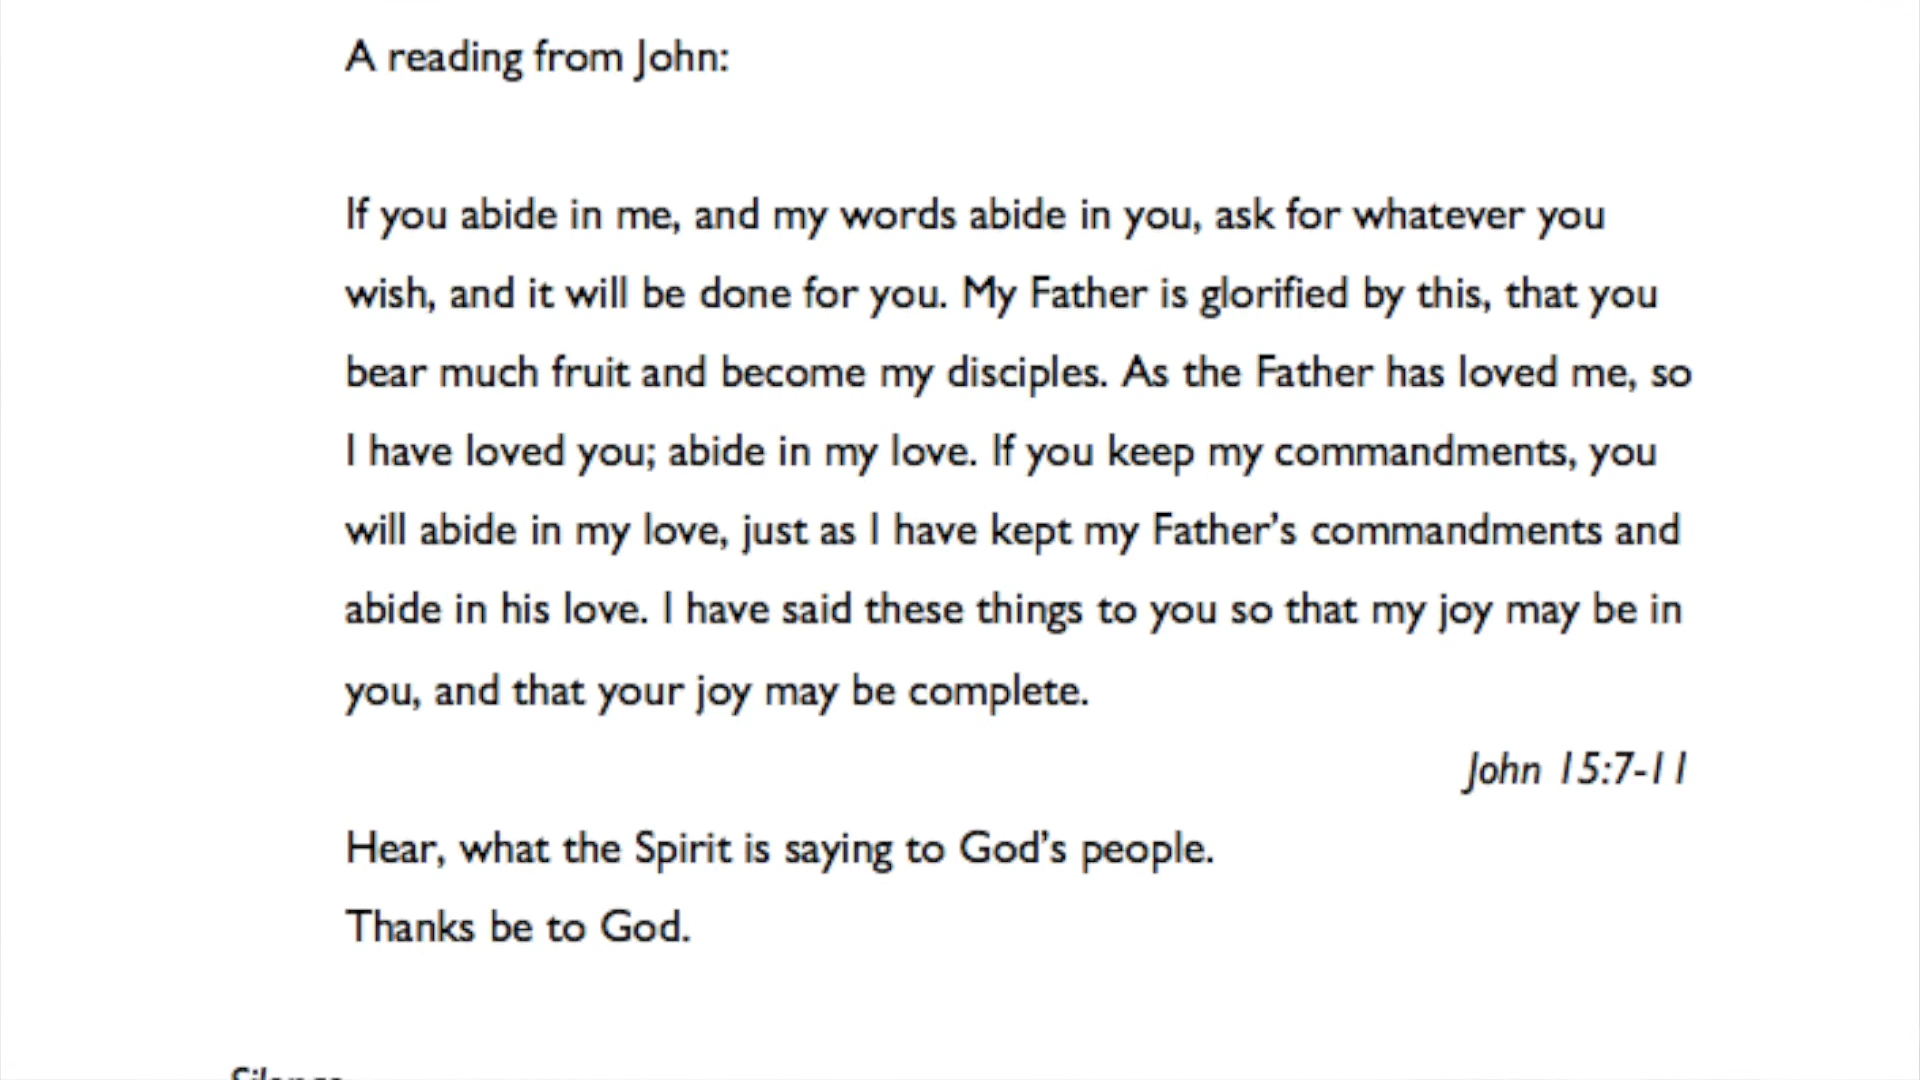 A reading from John:
If you abide in me, and my words abide in you, ask for whatever you
wish, and it will be done for you. My Father is glorified by this, that you
bear much fruit and become my disciples. As the Father has loved me, so
I have loved you; abide in my love. If you keep my commandments, you
will abide in my love, just as I have kept my Father’s commandments and
abide in his love. I have said these things to you so that my joy may be in
you, and that your joy may be complete.
John 15:7-11
Hear, what the Spirit is saying to God’s people.
Thanks be to God.